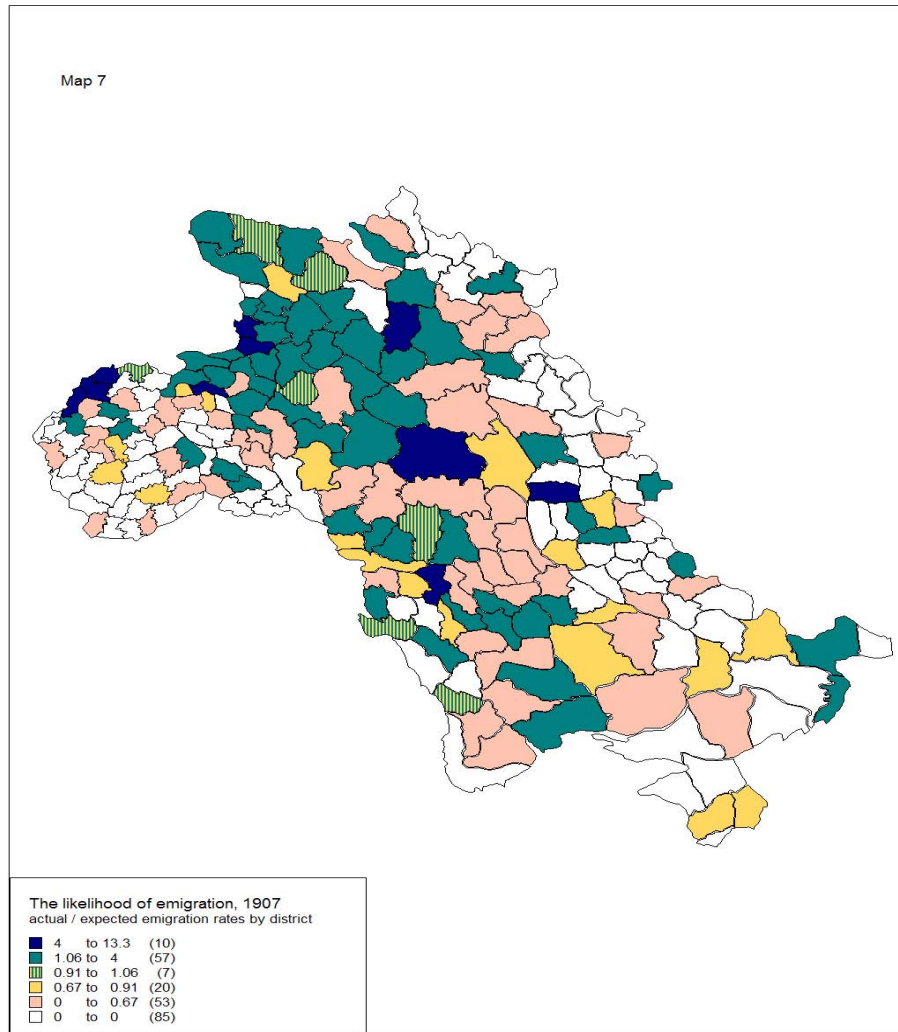 Map 7
The likelihood of emigration, 1907
actual / expected emigration rates by district
4 to 13.3 (10)
1.06 to 4 (57)
0.91 to 1.06 (7)
0.67 to 0.91 (20)
0 to 0.67 (53)
0 to 0 (85)